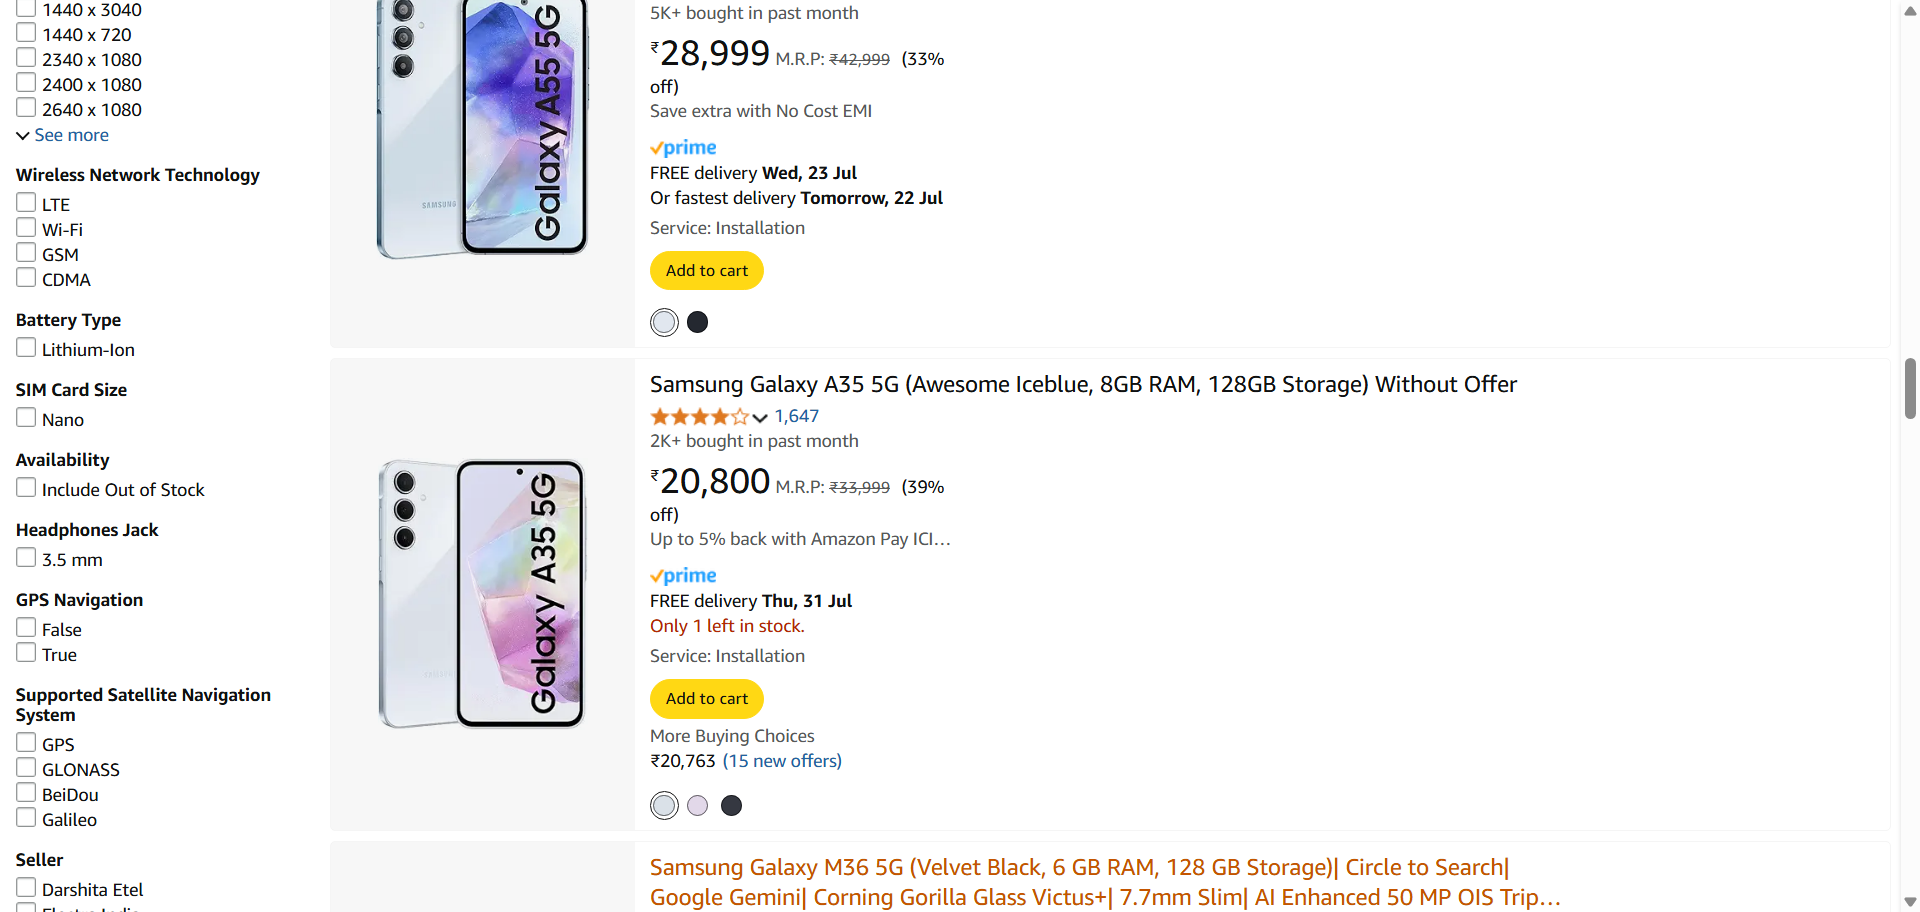 1440 x 3040
1440 x 720
2340 x 1080
2400 x 1080
2640 x 1080
See more
Wireless Network Technology
LTE
Wi-Fi
GSM
CDMA
Battery Type
Lithium-Ion
SIM Card Size
Nano
Availability
Include Out of Stock
Headphones Jack
3.5 mm
GPS Navigation
False
True
Supported Satellite Navigation
System
GPS
GLONASS
BeiDou
Galileo
Seller
Darshita Etel
SAMSUNG
Galaxy A55 5G
5K+ bought in past month
₹28,999 M.R.P: ₹42,999 (33%
off)
Save extra with No Cost EMI
prime
FREE delivery Wed, 23 Jul
Or fastest delivery Tomorrow, 22 Jul
Service: Installation
Add to cart
Galaxy A35 5G
Samsung Galaxy A35 5G (Awesome Iceblue, 8GB RAM, 128GB Storage) Without Offer
1,647
2K+ bought in past month
₹20,800 M.R.P: ₹33,999 (39%
off)
Up to 5% back with Amazon Pay ICI…
prime
FREE delivery Thu, 31 Jul
Only 1 left in stock.
Service: Installation
Add to cart
More Buying Choices
₹20,763 (15 new offers)
Samsung Galaxy M36 5G (Velvet Black, 6 GB RAM, 128 GB Storage)| Circle to Search|
Google Gemini| Corning Gorilla Glass Victus+| 7.7mm Slim| AI Enhanced 50 MP OIS Trip…